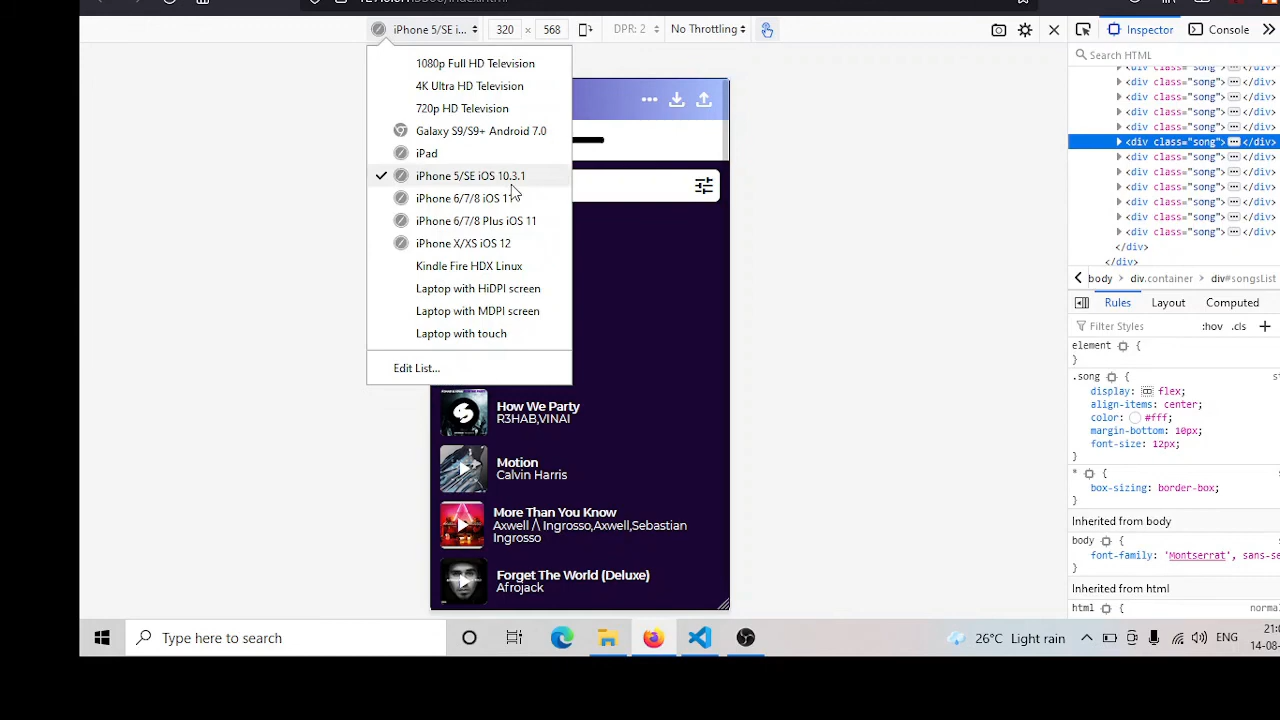 iPhone 5/SE i...
320 × 568
DPR: 2
No Throttling
Inspector
Console
Search HTML
1080p Full HD Television
4K Ultra HD Television
720p HD Television
Galaxy S9/S9+ Android 7.0
iPad
iPhone 5/SE iOS 10.3.1
iPhone 6/7/8 iOS 11
iPhone 6/7/8 Plus iOS 11
iPhone X/XS iOS 12
Kindle Fire HDX Linux
Laptop with HiDPI screen
Laptop with MDPI screen
Laptop with touch
Edit List...
How We Party
R3HAB,VINAI
Motion
Calvin Harris
More Than You Know
Axwell /\ Ingrosso,Axwell,Sebastian
Ingrosso
Forget The World (Deluxe)
Afrojack
<div class="song"> </div>
<div class="song"> </div>
<div class="song"> </div>
<div class="song"> </div>
<div class="song"> </div>
<div class="song"> </div>
<div class="song"> </div>
<div class="song"> </div>
<div class="song"> </div>
<div class="song"> </div>
<div class="song"> </div>
<div class="song"> </div>
</div>
</div>
body div.container div#songsList
Rules Layout Computed
Filter Styles :hov .cls
element {
}
.song {
display: flex;
align-items: center;
color: #fff;
margin-bottom: 10px;
font-size: 12px;
}
* {
box-sizing: border-box;
}
Inherited from body
body {
font-family: 'Montserrat', sans-se
}
Inherited from html
html {
Type here to search
26°C Light rain
ENG